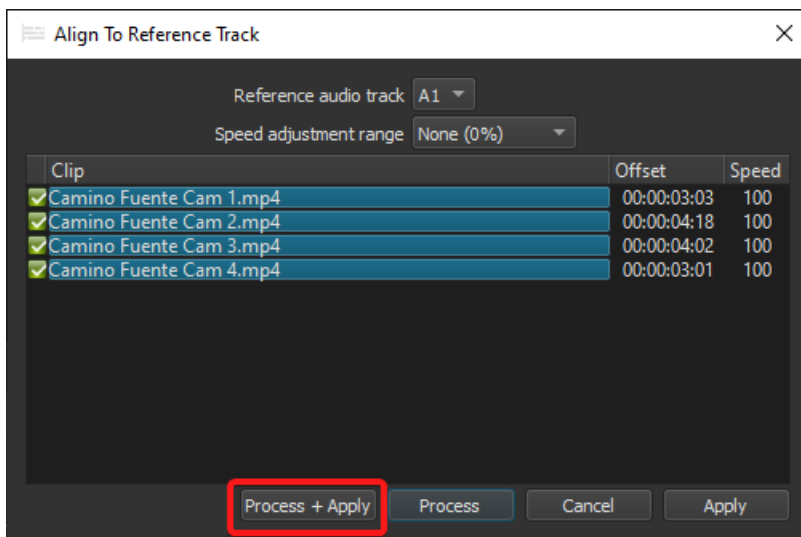 Align To Reference Track
Reference audio track A1
Speed adjustment range None (0%)
Clip Offset Speed
Camino Fuente Cam 1.mp4 00:00:03:03 100
Camino Fuente Cam 2.mp4 00:00:04:18 100
Camino Fuente Cam 3.mp4 00:00:04:02 100
Camino Fuente Cam 4.mp4 00:00:03:01 100
Process + Apply Process Cancel Apply